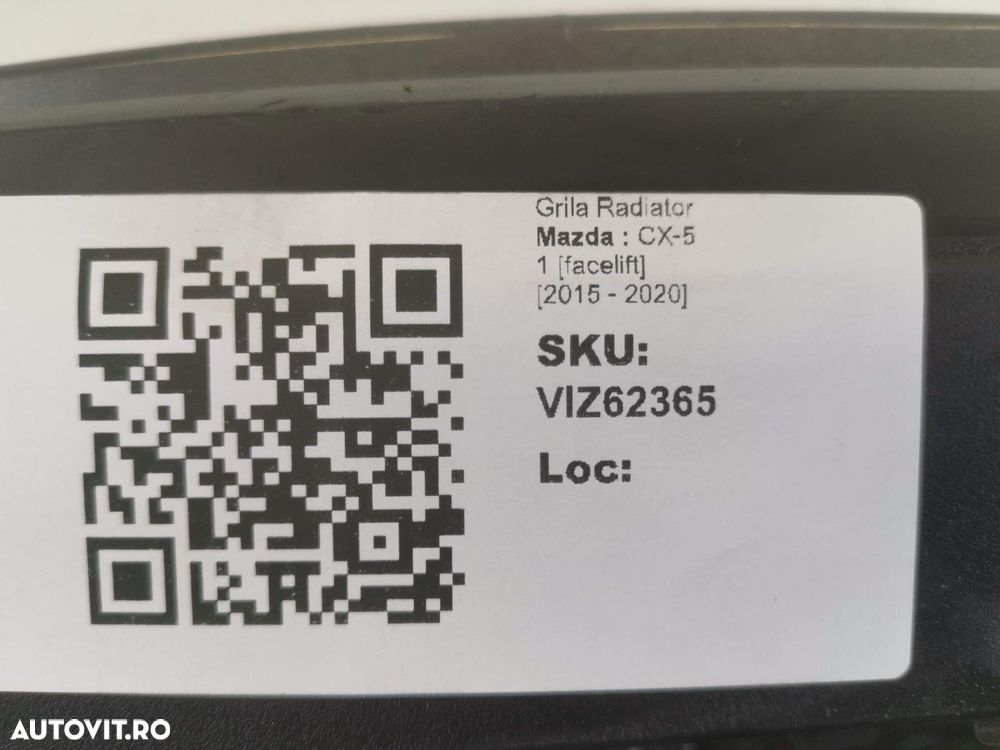 Grila Radiator
Mazda : CX-5
1 [facelift]
[2015 - 2020]
SKU:
VIZ62365
Loc:
AUTOVIT.RO